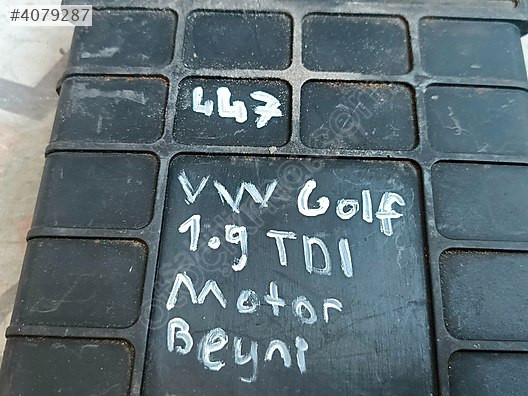 #4079287
447
VW Golf
1.9 TDI
Motor
Beyni